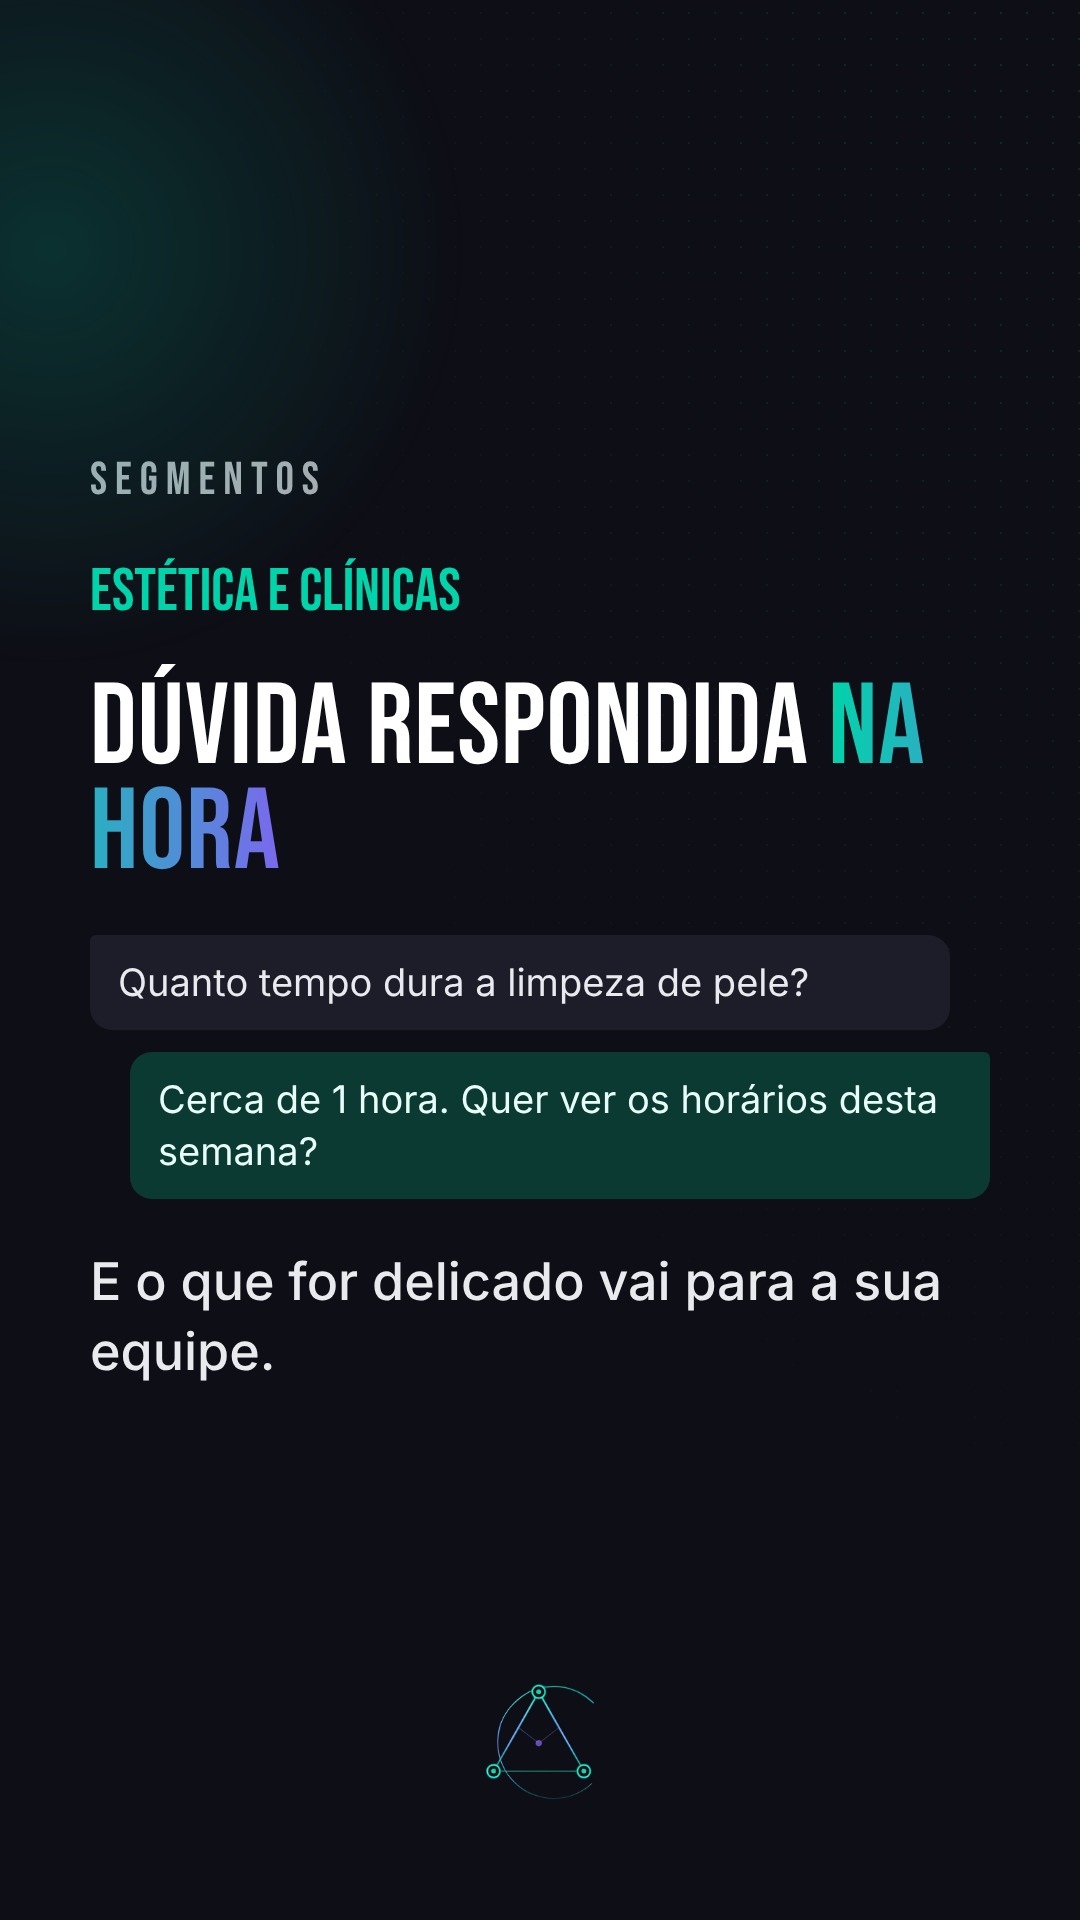 SEGMENTOS
ESTÉTICA E CLÍNICAS
DÚVIDA RESPONDIDA NA
HORA
Quanto tempo dura a limpeza de pele?
Cerca de 1 hora. Quer ver os horários desta
semana?
E o que for delicado vai para a sua
equipe.